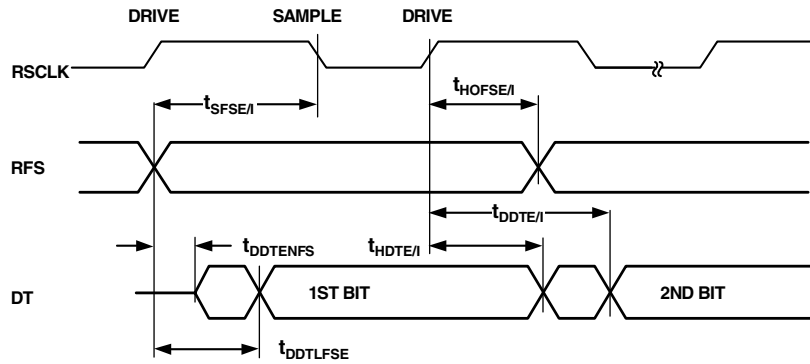 DRIVE SAMPLE DRIVE
RSCLK
tSFSE/I
tHOFSE/I
RFS
tDDTE/I
tDDTENFS
tHDTE/I
DT
1ST BIT
2ND BIT
tDDTLFSE